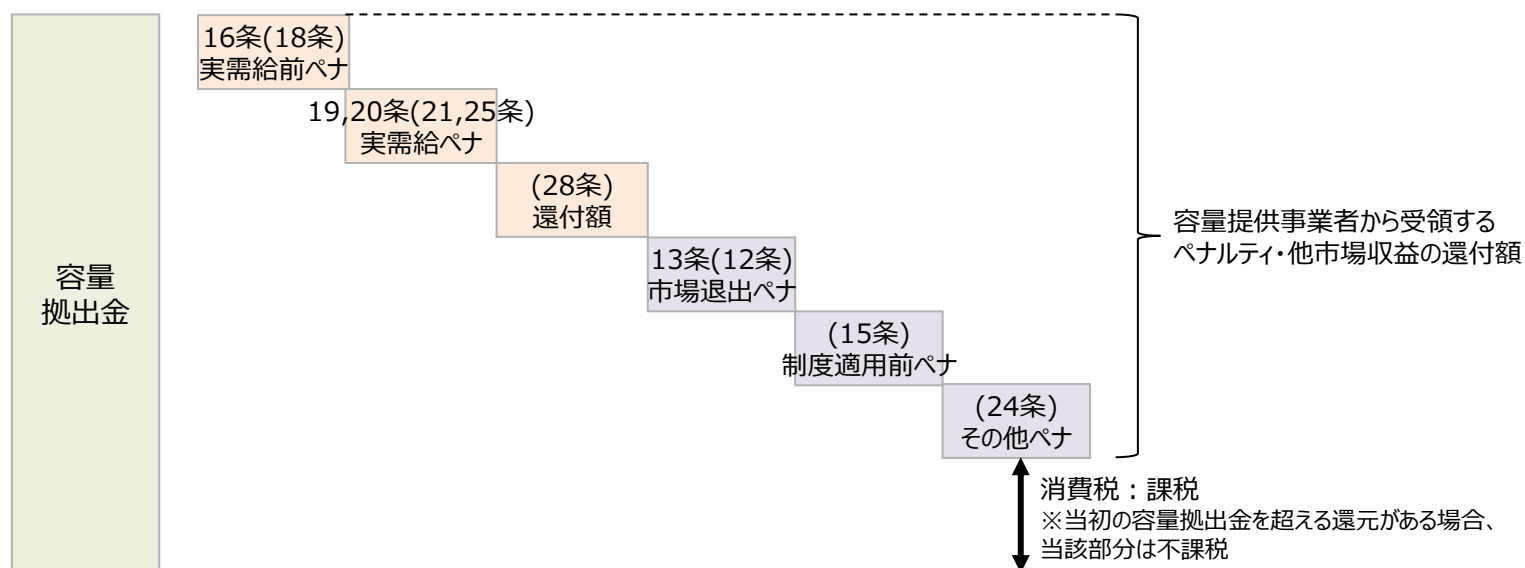 容量
拠出金
16条(18条)
実需給前ペナ
19,20条(21,25条)
実需給ペナ
(28条)
還付額
13条(12条)
市場退出ペナ
(15条)
制度適用前ペナ
(24条)
その他ペナ
容量提供事業者から受領する
ペナルティ・他市場収益の還付額
消費税：課税
※当初の容量拠出金を超える還元がある場合、
当該部分は不課税